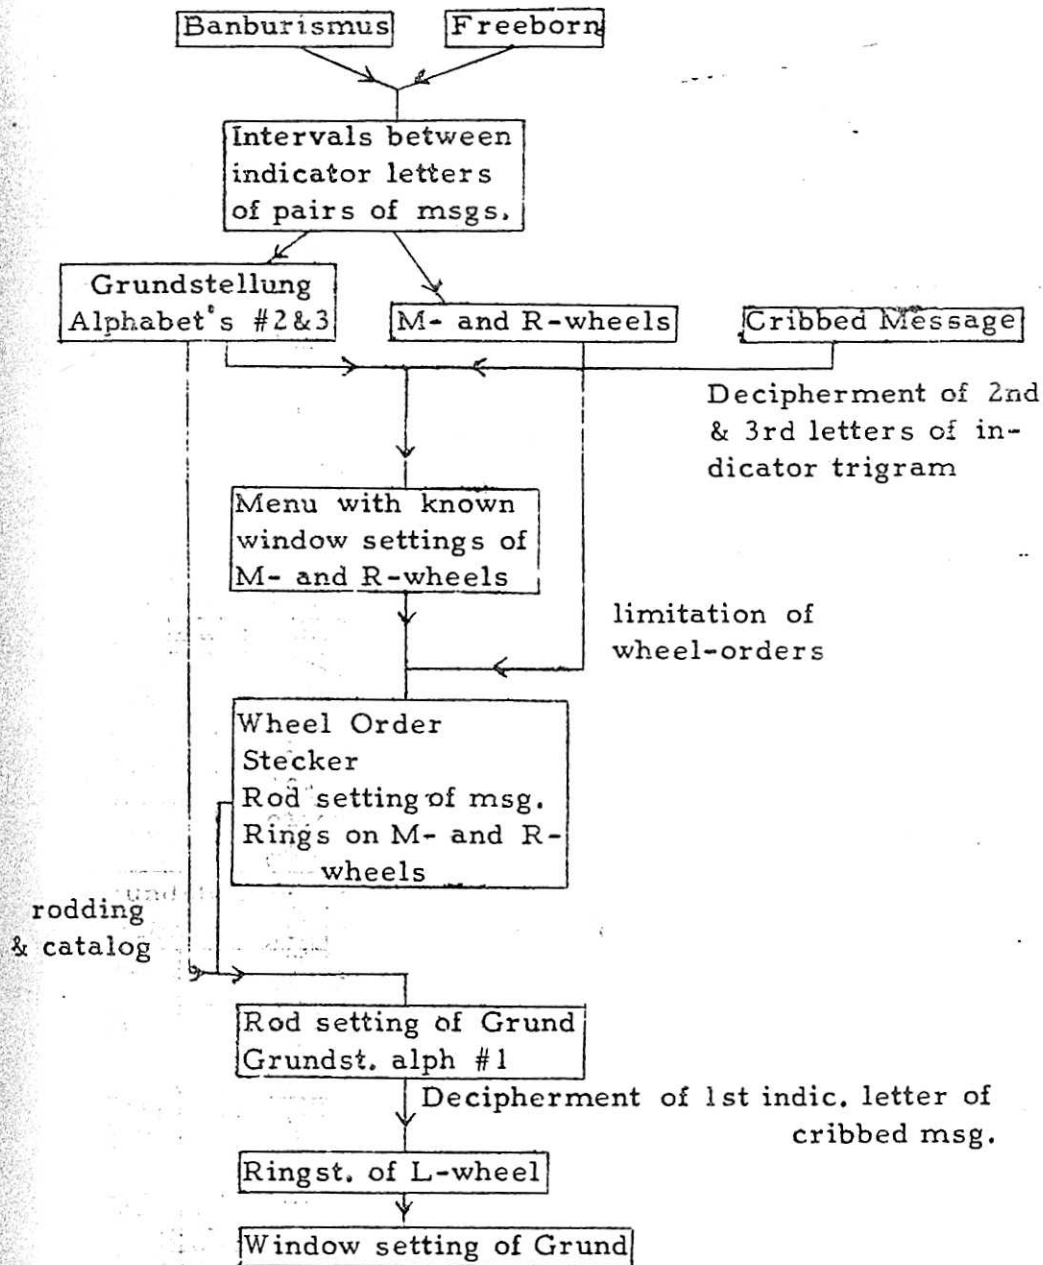 Banburismus
Freeborn
Intervals between
indicator letters
of pairs of msgs.
Grundstellung
Alphabet's #2&3
M- and R-wheels
Cribbed Message
Decipherment of 2nd
& 3rd letters of in-
dicator trigram
Menu with known
window settings of
M- and R-wheels
limitation of
wheel-orders
Wheel Order
Stecker
Rod setting of msg.
Rings on M- and R-
wheels
rodding
& catalog
Rod setting of Grund
Grundst. alph #1
Decipherment of 1st indic. letter of
cribbed msg.
Ringst. of L-wheel
Window setting of Grund